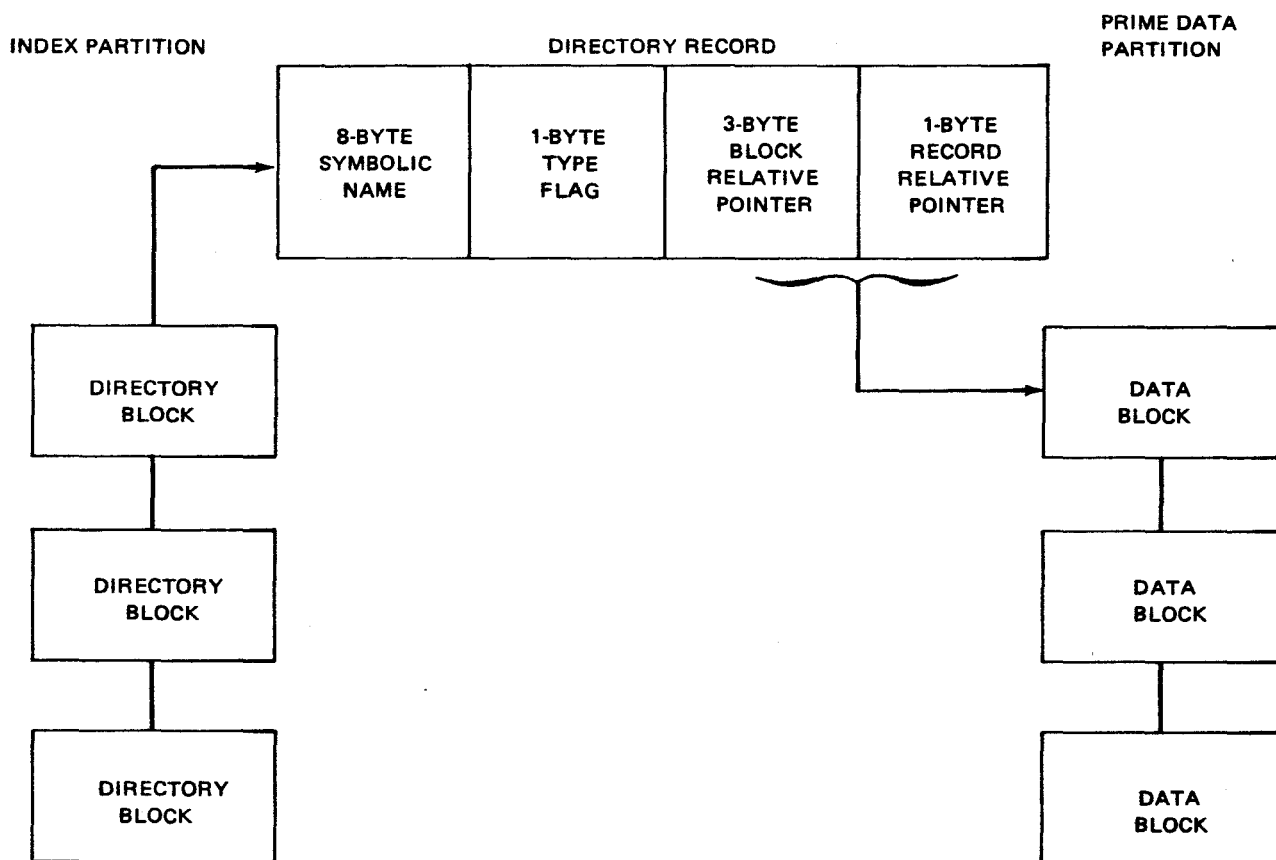 INDEX PARTITION
DIRECTORY RECORD
PRIME DATA
PARTITION
8-BYTE
SYMBOLIC
NAME
1-BYTE
TYPE
FLAG
3-BYTE
BLOCK
RELATIVE
POINTER
1-BYTE
RECORD
RELATIVE
POINTER
DIRECTORY
BLOCK
DATA
BLOCK
DIRECTORY
BLOCK
DATA
BLOCK
DIRECTORY
BLOCK
DATA
BLOCK